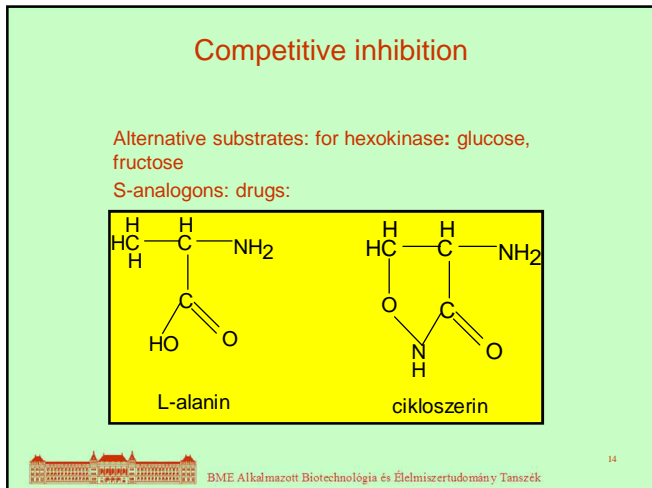 Competitive inhibition
Alternative substrates: for hexokinase: glucose,
fructose
S-analogons: drugs:
H H
HC C NH2
H
C
HO O
L-alanin
H H
HC C NH2
O C
N O
H
cikloszerin
14
BME Alkalmazott Biotechnológia és Élelmiszertudomány Tanszék